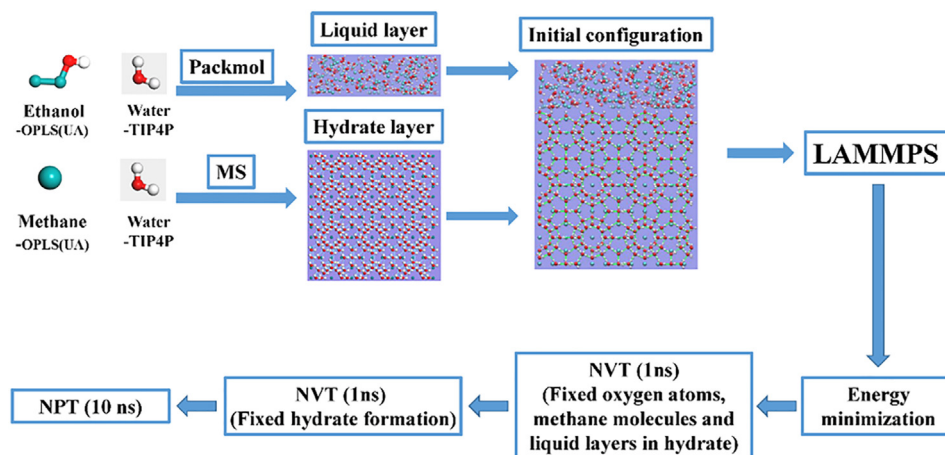 Liquid layer
Initial configuration
Packmol
Ethanol
-OPLS(UA)
Water
-TIP4P
Hydrate layer
MS
LAMMPS
Methane
-OPLS(UA)
Water
-TIP4P
NPT (10 ns)
NVT (1ns)
(Fixed hydrate formation)
NVT (1ns)
(Fixed oxygen atoms,
methane molecules and
liquid layers in hydrate)
Energy
minimization